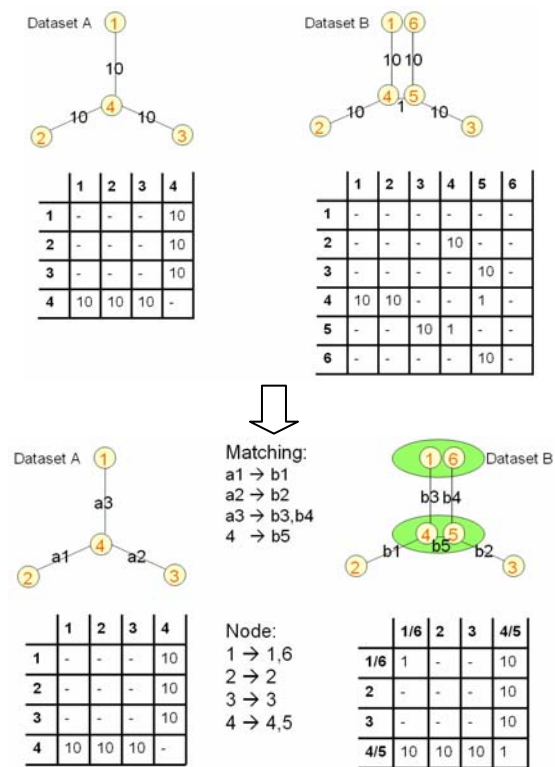 Dataset A
1
10
4
10 10
2 3
Dataset B
1 6
10 10
4 5
10 1 10
2 3
1 2 3 4
1 - - - 10
2 - - - 10
3 - - - 10
4 10 10 10 -
1 2 3 4 5 6
1 - - - - - -
2 - - - 10 - -
3 - - - - 10 -
4 10 10 - - 1 -
5 - - 10 1 - -
6 - - - - 10 -
Dataset A
1
a3
4
a1 a2
2 3
Matching:
a1 → b1
a2 → b2
a3 → b3,b4
4 → b5
1 6
Dataset B
b3 b4
4 5
b1 b5 b2
2 3
1 2 3 4
1 - - - 10
2 - - - 10
3 - - - 10
4 10 10 10 -
Node:
1 → 1,6
2 → 2
3 → 3
4 → 4,5
1/6 2 3 4/5
1/6 1 - - 10
2 - - - 10
3 - - - 10
4/5 10 10 10 1